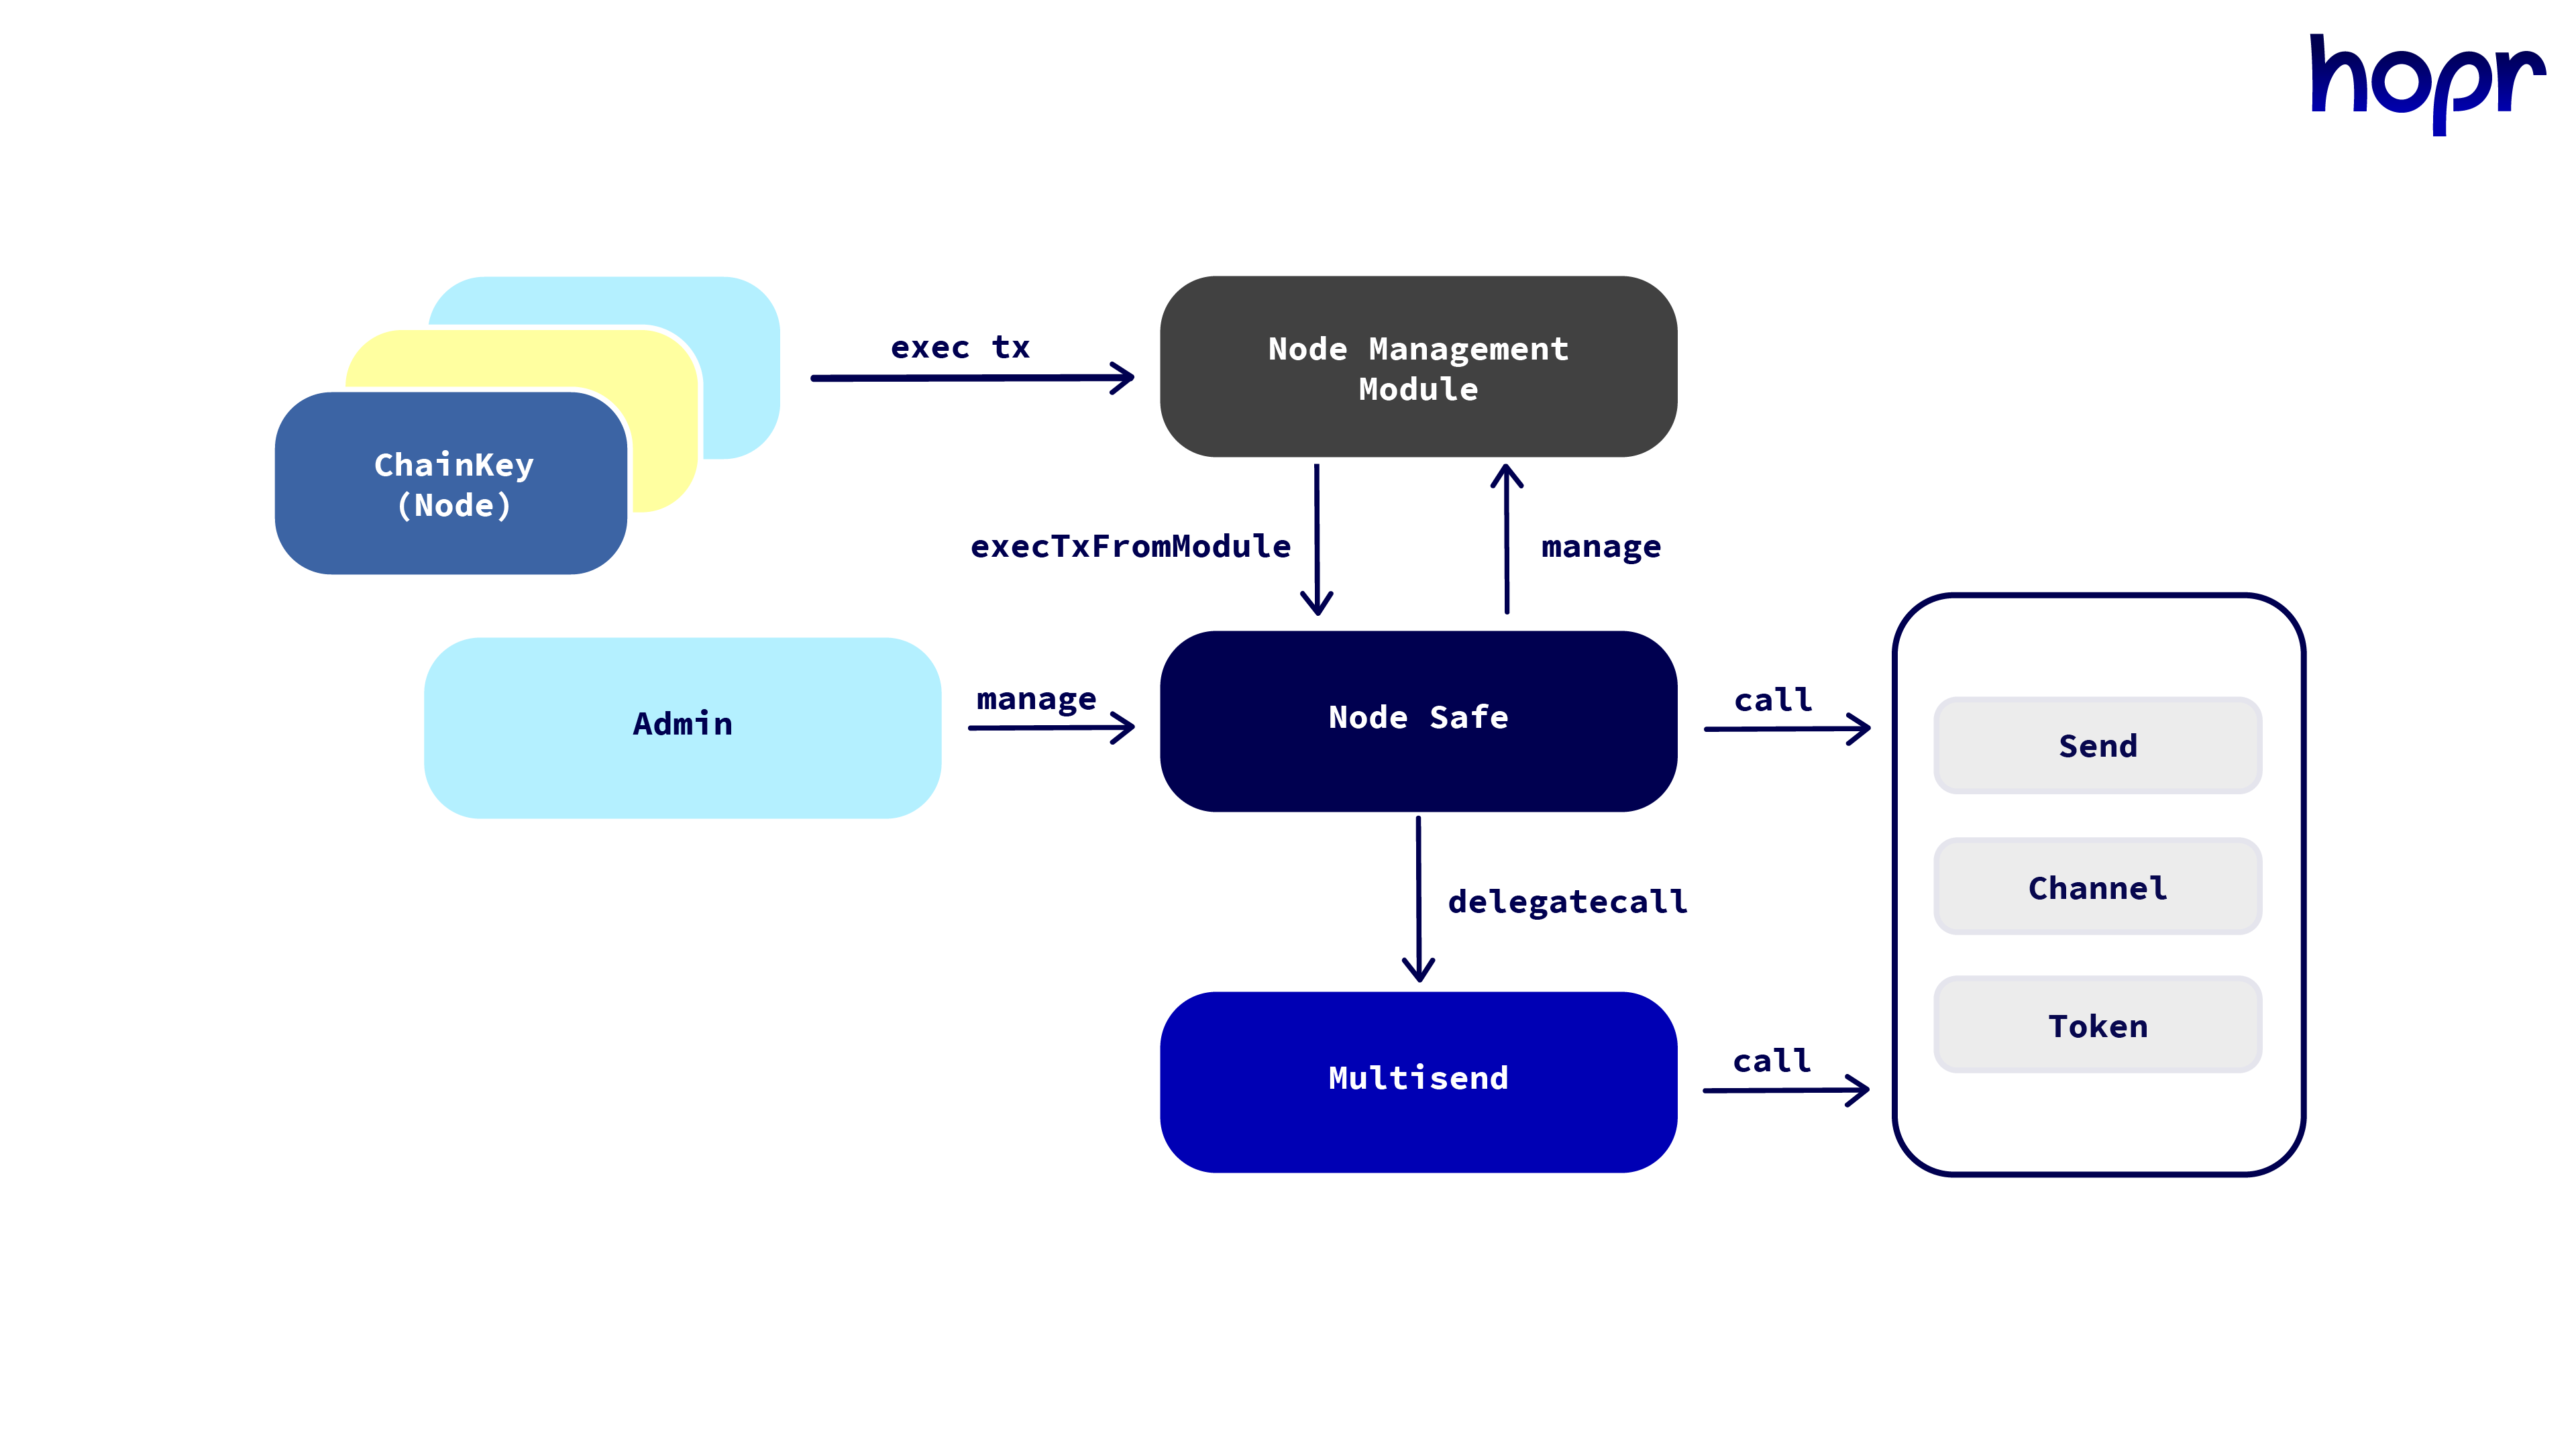 hopr
exec tx
Node Management
Module
ChainKey
(Node)
execTxFromModule
manage
Admin
manage
Node Safe
call
Send
Channel
Token
delegatecall
Multisend
call